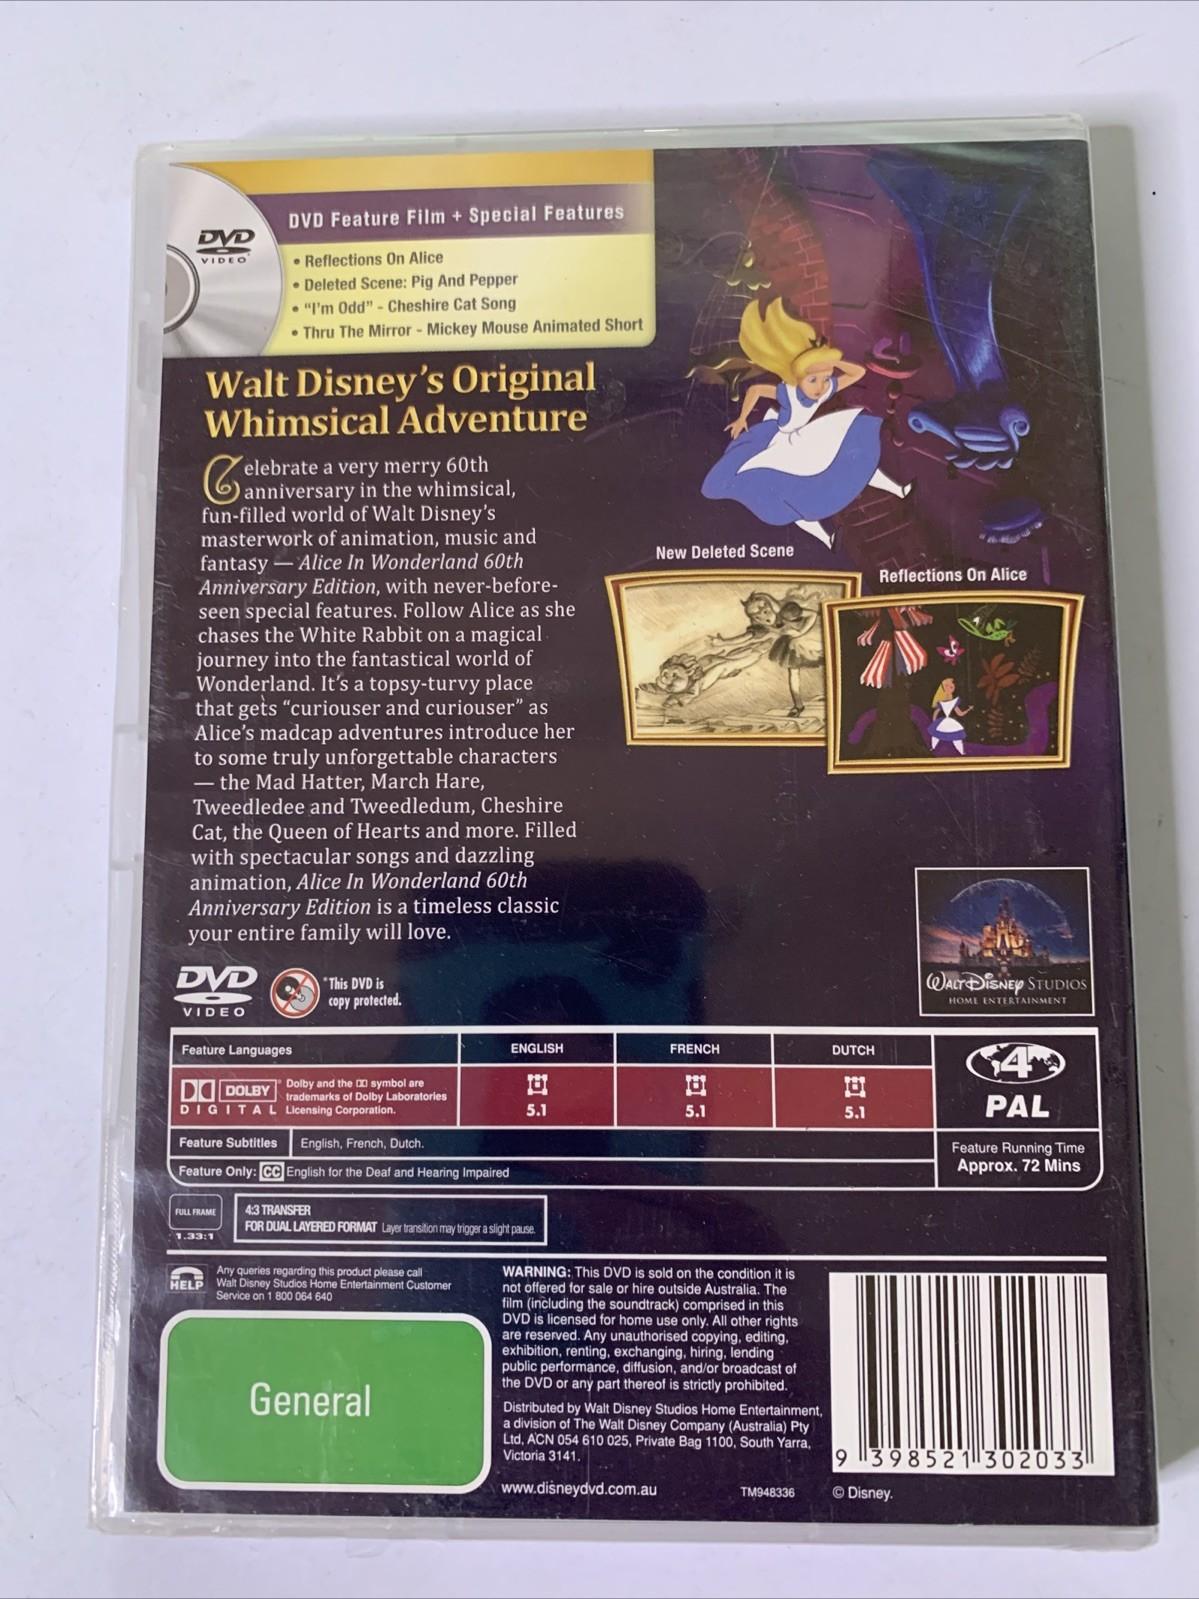 DVD
VIDEO
DVD Feature Film + Special Features
• Reflections On Alice
• Deleted Scene: Pig And Pepper
• "I'm Odd" - Cheshire Cat Song
• Thru The Mirror - Mickey Mouse Animated Short
Walt Disney's Original
Whimsical Adventure
Celebrate a very merry 60th
anniversary in the whimsical,
fun-filled world of Walt Disney's
masterwork of animation, music and
fantasy — Alice In Wonderland 60th
Anniversary Edition, with never-before-
seen special features. Follow Alice as she
chases the White Rabbit on a magical
journey into the fantastical world of
Wonderland. It's a topsy-turvy place
that gets "curiouser and curiouser" as
Alice's madcap adventures introduce her
to some truly unforgettable characters
— the Mad Hatter, March Hare,
Tweedledee and Tweedledum, Cheshire
Cat, the Queen of Hearts and more. Filled
with spectacular songs and dazzling
animation, Alice In Wonderland 60th
Anniversary Edition is a timeless classic
your entire family will love.
New Deleted Scene
Reflections On Alice
WALT DISNEY STUDIOS
HOME ENTERTAINMENT
DVD
VIDEO
*This DVD is
copy protected.
Feature Languages
ENGLISH
FRENCH
DUTCH
DOLBY
DIGITAL
Dolby and the DD symbol are
trademarks of Dolby Laboratories
Licensing Corporation.
5.1
5.1
5.1
4
PAL
Feature Subtitles
English, French, Dutch.
Feature Only: CC English for the Deaf and Hearing Impaired
Feature Running Time
Approx. 72 Mins
FULL FRAME
1.33:1
4:3 TRANSFER
FOR DUAL LAYERED FORMAT Layer transition may trigger a slight pause.
HELP
Any queries regarding this product please call
Walt Disney Studios Home Entertainment Customer
Service on 1 800 064 640
General
WARNING: This DVD is sold on the condition it is
not offered for sale or hire outside Australia. The
film (including the soundtrack) comprised in this
DVD is licensed for home use only. All other rights
are reserved. Any unauthorised copying, editing,
exhibition, renting, exchanging, hiring, lending
public performance, diffusion, and/or broadcast of
the DVD or any part thereof is strictly prohibited.
Distributed by Walt Disney Studios Home Entertainment,
a division of The Walt Disney Company (Australia) Pty
Ltd, ACN 054 610 025, Private Bag 1100, South Yarra,
Victoria 3141.
www.disneydvd.com.au
TM948336
9 398521 302033
© Disney.